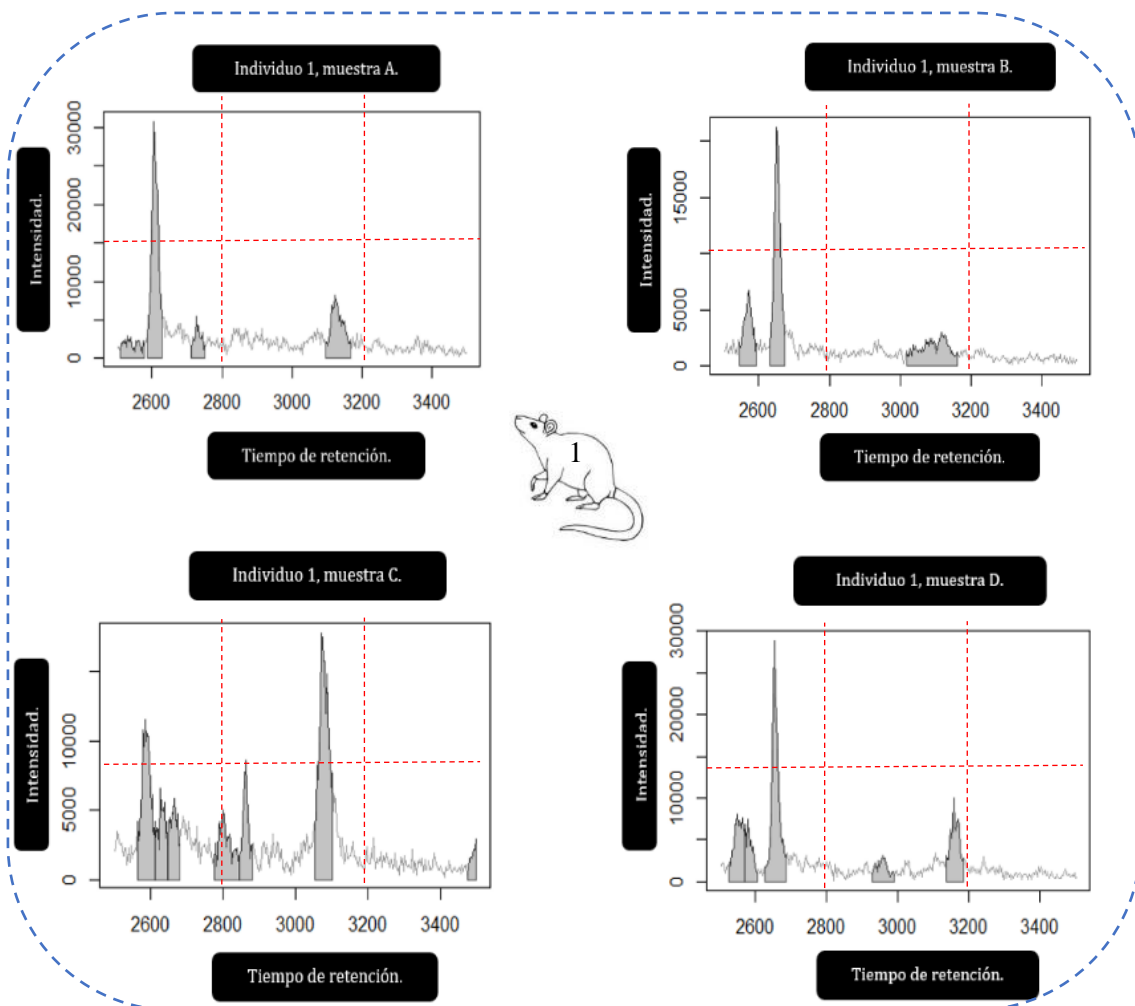 Individuo 1, muestra A.
Intensidad.
30000
20000
10000
0
2600 2800 3000 3200 3400
Tiempo de retención.
Individuo 1, muestra B.
Intensidad.
15000
5000
0
2600 2800 3000 3200 3400
Tiempo de retención.
1
Individuo 1, muestra C.
Intensidad.
10000
5000
0
2600 2800 3000 3200 3400
Tiempo de retención.
Individuo 1, muestra D.
Intensidad.
30000
20000
10000
0
2600 2800 3000 3200 3400
Tiempo de retención.